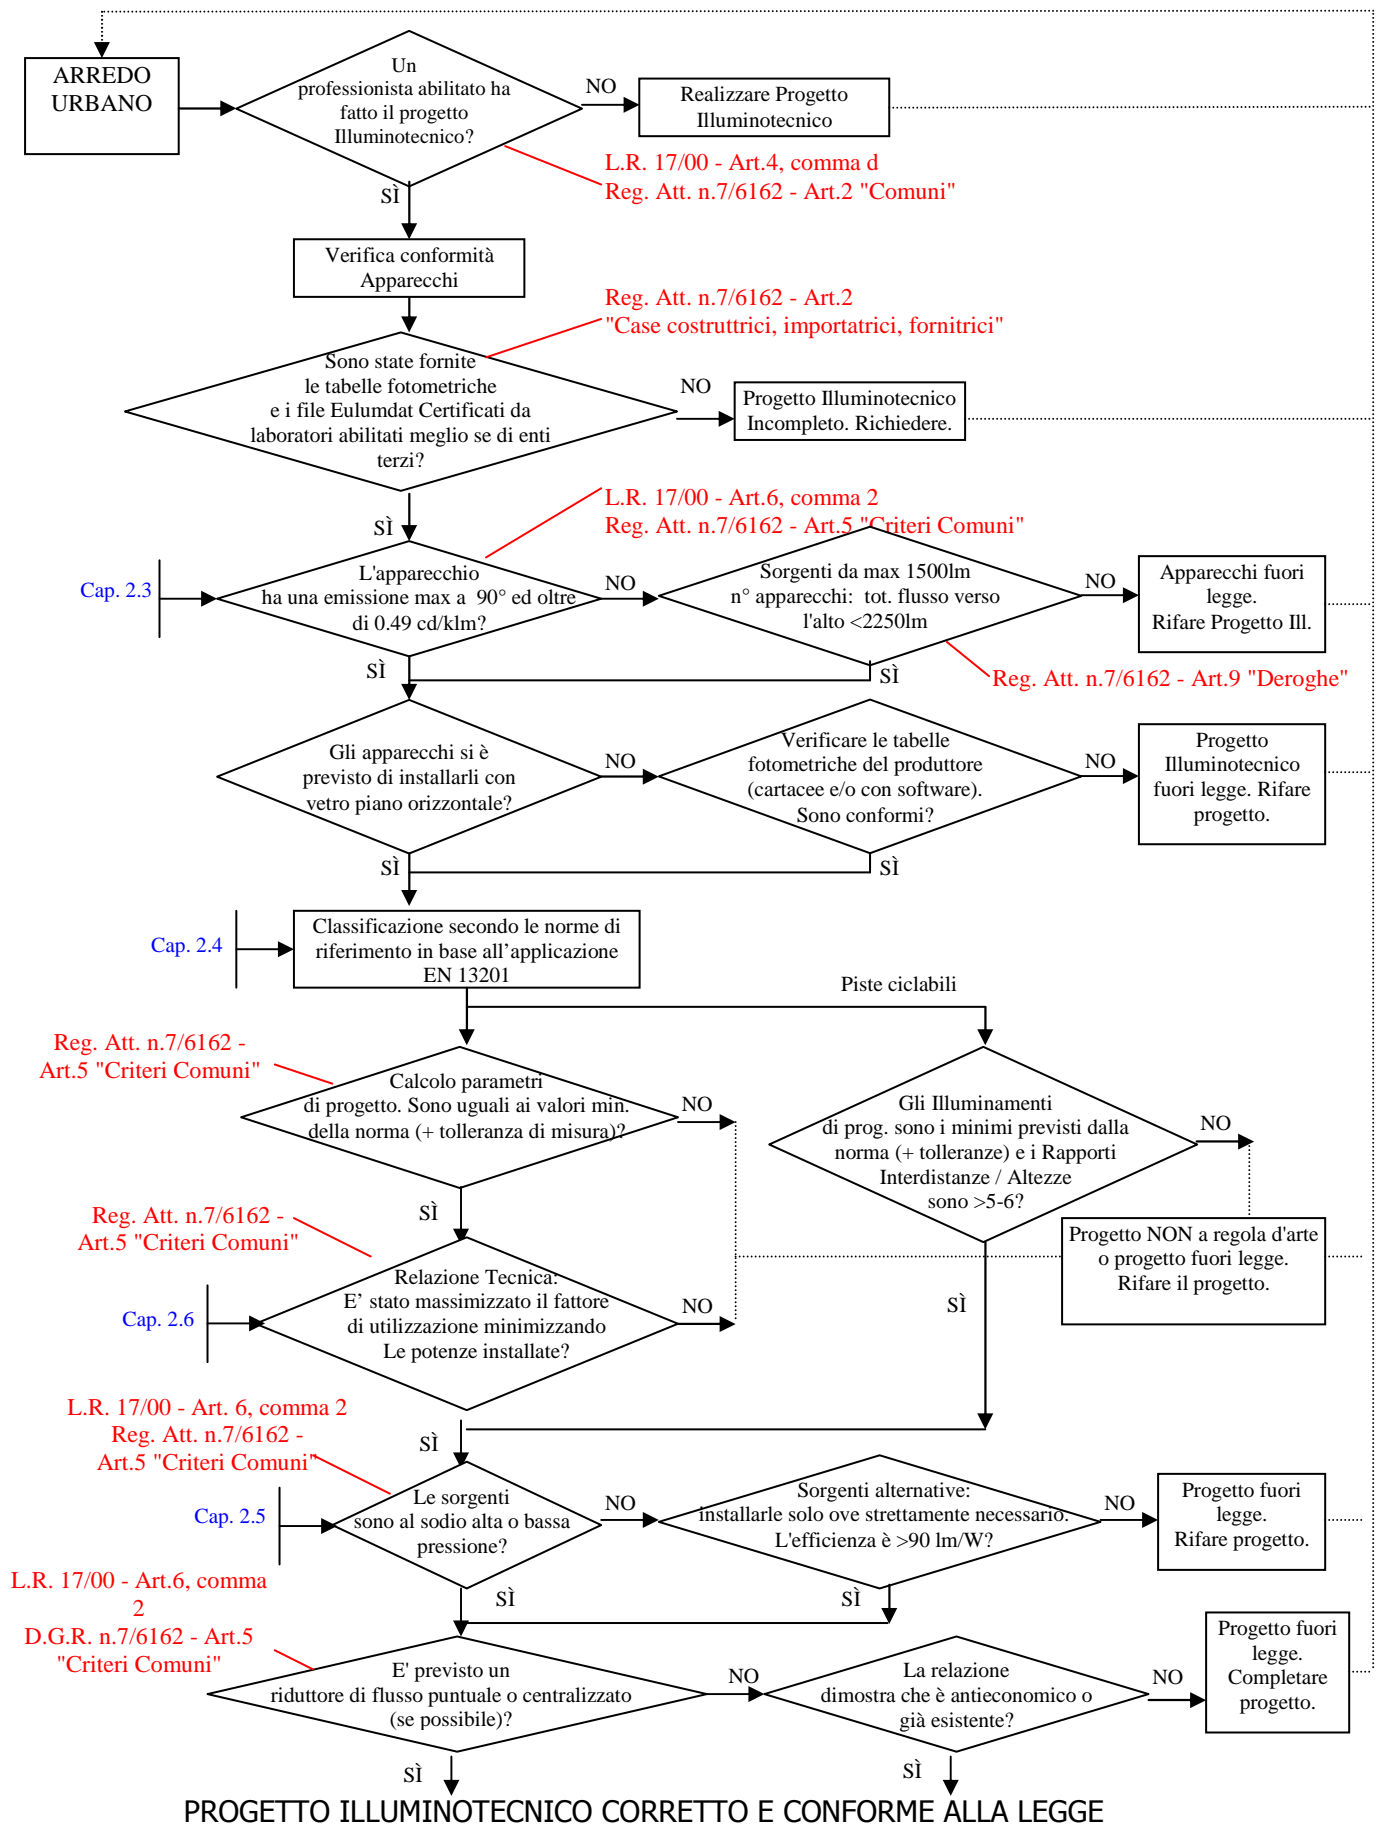 ARREDO
URBANO
Un
professionista abilitato ha
fatto il progetto
Illuminotecnico?
NO
Realizzare Progetto
Illuminotecnico
L.R. 17/00 - Art.4, comma d
Reg. Att. n.7/6162 - Art.2 "Comuni"
SÌ
Verifica conformità
Apparecchi
Reg. Att. n.7/6162 - Art.2
"Case costruttrici, importatrici, fornitrici"
Sono state fornite
le tabelle fotometriche
e i file Eulumdat Certificati da
laboratori abilitati meglio se di enti
terzi?
NO
Progetto Illuminotecnico
Incompleto. Richiedere.
SÌ
L.R. 17/00 - Art.6, comma 2
Reg. Att. n.7/6162 - Art.5 "Criteri Comuni"
Cap. 2.3
L'apparecchio
ha una emissione max a 90° ed oltre
di 0.49 cd/klm?
NO
Sorgenti da max 1500lm
n° apparecchi: tot. flusso verso
l'alto <2250lm
NO
Apparecchi fuori
legge.
Rifare Progetto Ill.
SÌ
SÌ
Reg. Att. n.7/6162 - Art.9 "Deroghe"
Gli apparecchi si è
previsto di installarli con
vetro piano orizzontale?
NO
Verificare le tabelle
fotometriche del produttore
(cartacee e/o con software).
Sono conformi?
NO
Progetto
Illuminotecnico
fuori legge. Rifare
progetto.
SÌ
SÌ
Cap. 2.4
Classificazione secondo le norme di
riferimento in base all’applicazione
EN 13201
Piste ciclabili
Reg. Att. n.7/6162 -
Art.5 "Criteri Comuni"
Calcolo parametri
di progetto. Sono uguali ai valori min.
della norma (+ tolleranza di misura)?
NO
Gli Illuminamenti
di prog. sono i minimi previsti dalla
norma (+ tolleranze) e i Rapporti
Interdistanze / Altezze
sono >5-6?
NO
SÌ
Reg. Att. n.7/6162 -
Art.5 "Criteri Comuni"
Progetto NON a regola d'arte
o progetto fuori legge.
Rifare il progetto.
Cap. 2.6
Relazione Tecnica:
E’ stato massimizzato il fattore
di utilizzazione minimizzando
Le potenze installate?
NO
SÌ
L.R. 17/00 - Art. 6, comma 2
Reg. Att. n.7/6162 -
Art.5 "Criteri Comuni"
SÌ
Cap. 2.5
Le sorgenti
sono al sodio alta o bassa
pressione?
NO
Sorgenti alternative:
installarle solo ove strettamente necessario.
L'efficienza è >90 lm/W?
NO
Progetto fuori
legge.
Rifare progetto.
SÌ
SÌ
L.R. 17/00 - Art.6, comma
2
D.G.R. n.7/6162 - Art.5
"Criteri Comuni"
E' previsto un
riduttore di flusso puntuale o centralizzato
(se possibile)?
NO
La relazione
dimostra che è antieconomico o
già esistente?
NO
Progetto fuori
legge.
Completare
progetto.
SÌ
SÌ
PROGETTO ILLUMINOTECNICO CORRETTO E CONFORME ALLA LEGGE